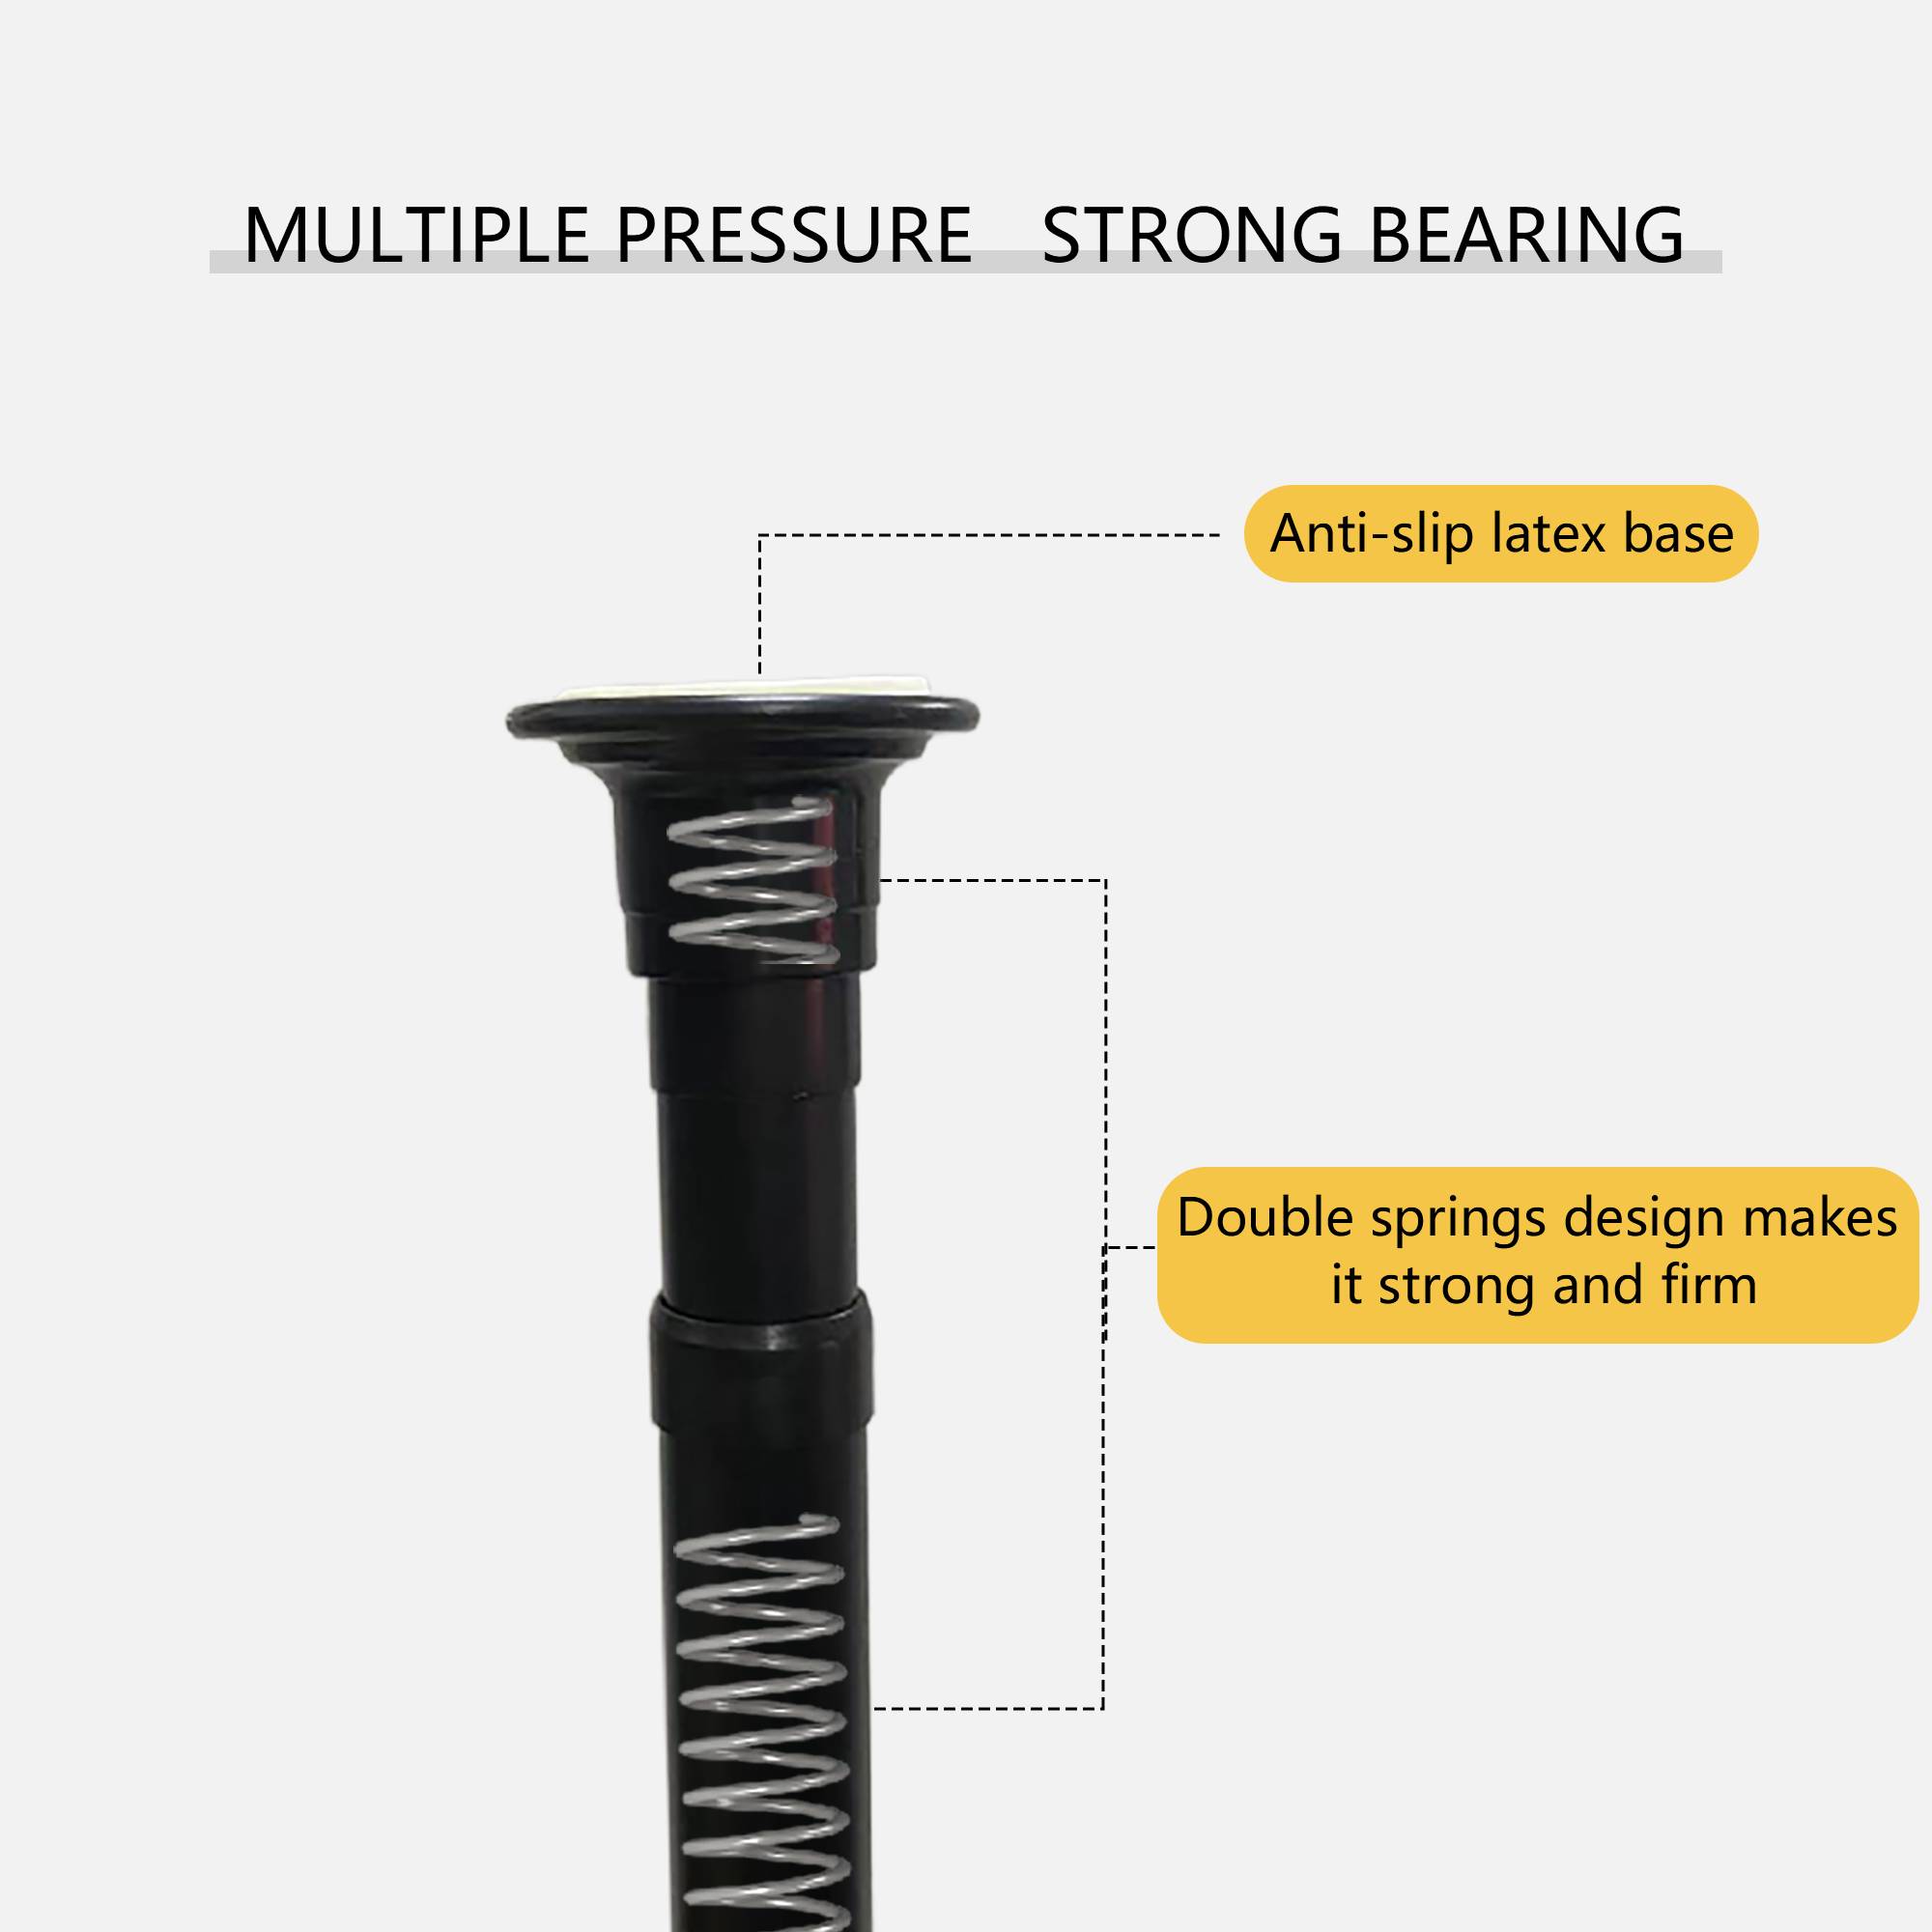 MULTIPLE PRESSURE STRONG BEARING
Anti-slip latex base
Double springs design makes
it strong and firm